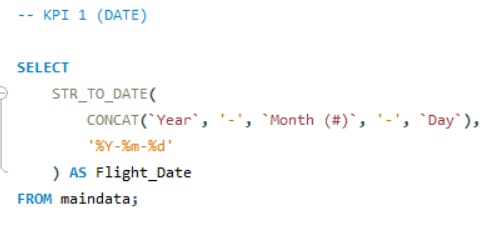 -- KPI 1 (DATE)
SELECT
STR_TO_DATE(
CONCAT(`Year`, '-', `Month (#)`, '-', `Day`),
'%Y-%m-%d'
) AS Flight_Date
FROM maindata;